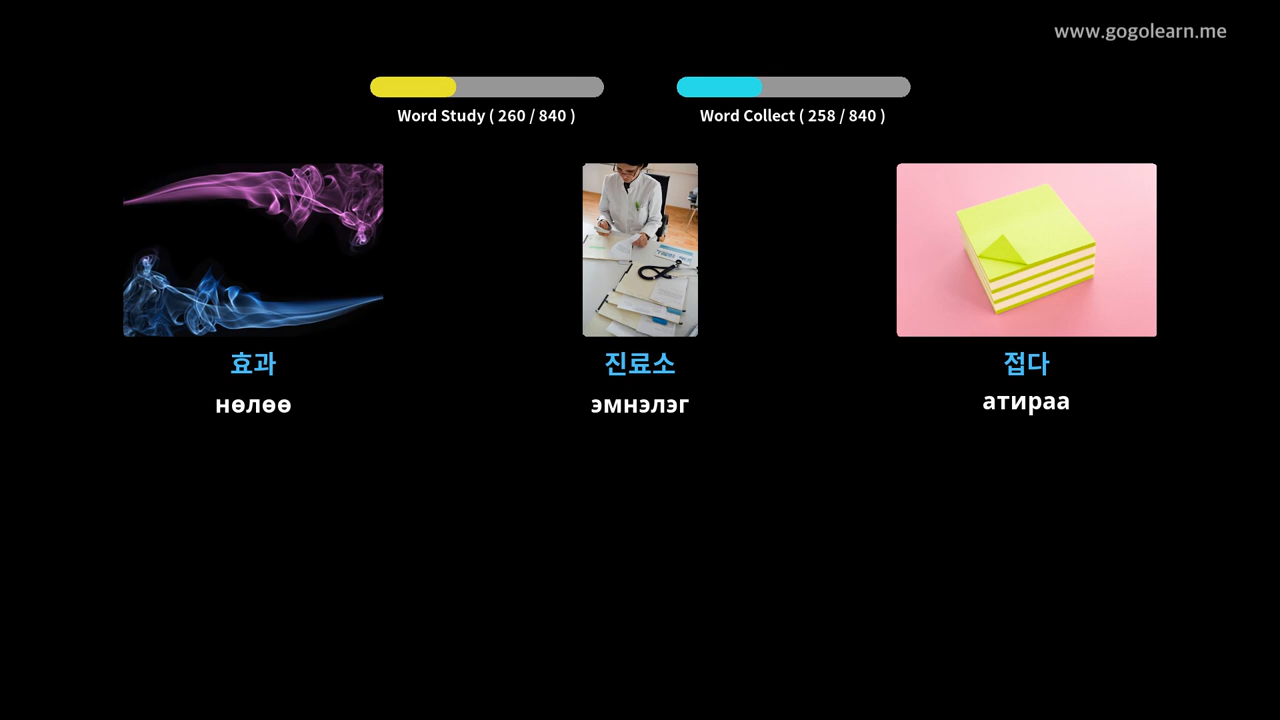 www.gogolearn.me
Word Study ( 260 / 840 )
Word Collect ( 258 / 840 )
효과
진료소
접다
нөлөө
эмнэлэг
атираа